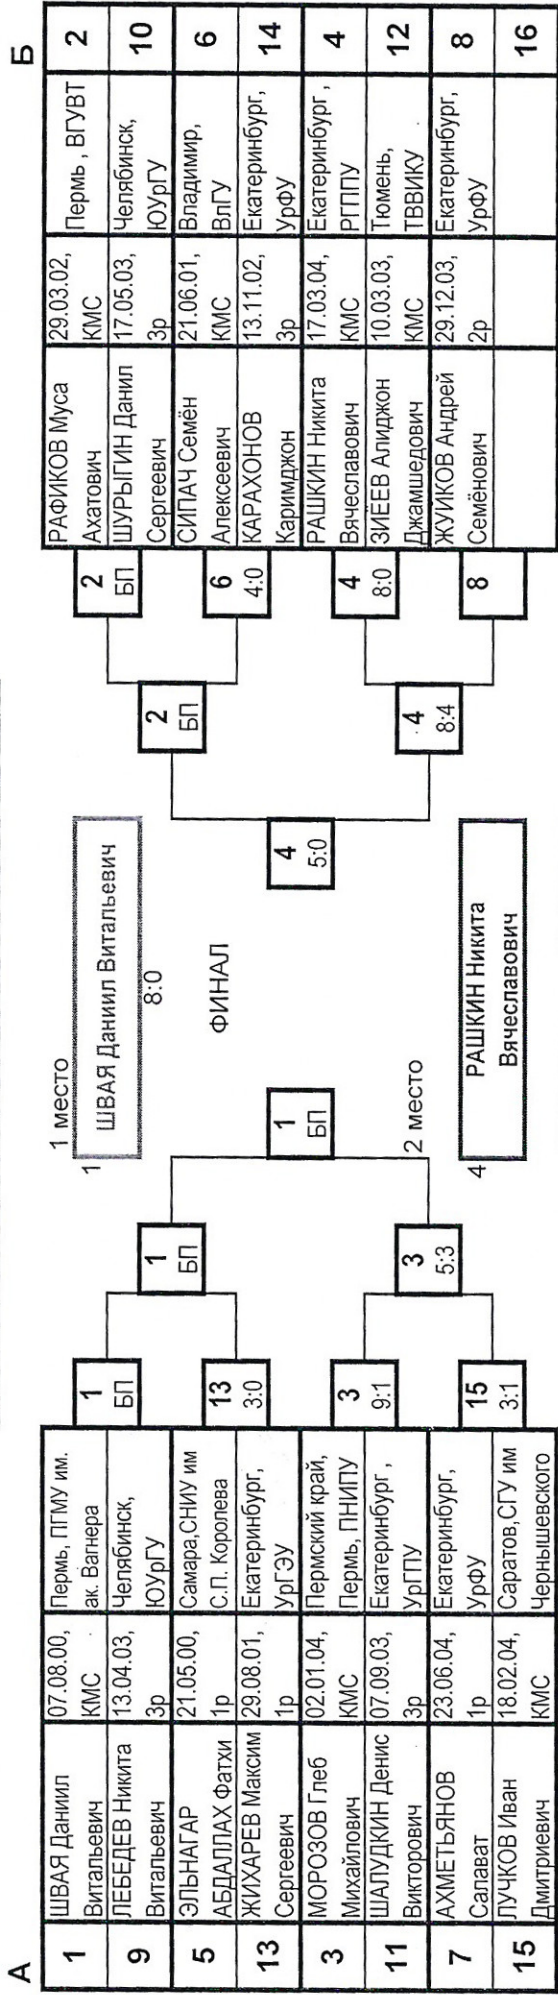 А
1
ШВАЯ Даниил
Витальевич
07.08.00,
КМС
Пермь, ПГМУ им.
ак. Вагнера
9
ЛЕБЕДЕВ Никита
Витальевич
13.04.03,
3р
Челябинск,
ЮУрГУ
5
ЭЛЬНАГАР
АБДАЛЛАХ Фатхи
21.05.00,
1р
Самара,СНИУ им
С.П. Королева
13
ЖИХАРЕВ Максим
Сергеевич
29.08.01,
1р
Екатеринбург,
УрГЭУ
3
МОРОЗОВ Глеб
Михайлович
02.01.04,
КМС
Пермский край,
Пермь, ПНИПУ
11
ШАЛУДКИН Денис
Викторович
07.09.03,
3р
Екатеринбург ,
УрГПУ
7
АХМЕТЬЯНОВ
Салават
23.06.04,
1р
Екатеринбург,
УрФУ
15
ЛУЧКОВ Иван
Дмитриевич
18.02.04,
КМС
Саратов,СГУ им
Чернышевского
1
БП
13
3:0
3
9:1
15
3:1
1
БП
3
5:3
1
БП
1 место
1
ШВАЯ Даниил Витальевич
8:0
ФИНАЛ
2 место
4
РАШКИН Никита
Вячеславович
4
5:0
2
БП
4
8:4
2
БП
6
4:0
4
8:0
8
Б
РАФИКОВ Муса
Ахатович
29.03.02,
КМС
Пермь , ВГУВТ
2
ШУРЫГИН Данил
Сергеевич
17.05.03,
3р
Челябинск,
ЮУрГУ
10
СИПАЧ Семён
Алексеевич
21.06.01,
КМС
Владимир,
ВлГУ
6
КАРАХОНОВ
Каримджон
13.11.02,
3р
Екатеринбург,
УрФУ
14
РАШКИН Никита
Вячеславович
17.03.04,
КМС
Екатеринбург ,
РГППУ
4
ЗИЕЕВ Алиджон
Джамшедович
10.03.03,
КМС
Тюмень,
ТВВИКУ
12
ЖУЙКОВ Андрей
Семёнович
29.12.03,
2р
Екатеринбург,
УрФУ
8
16